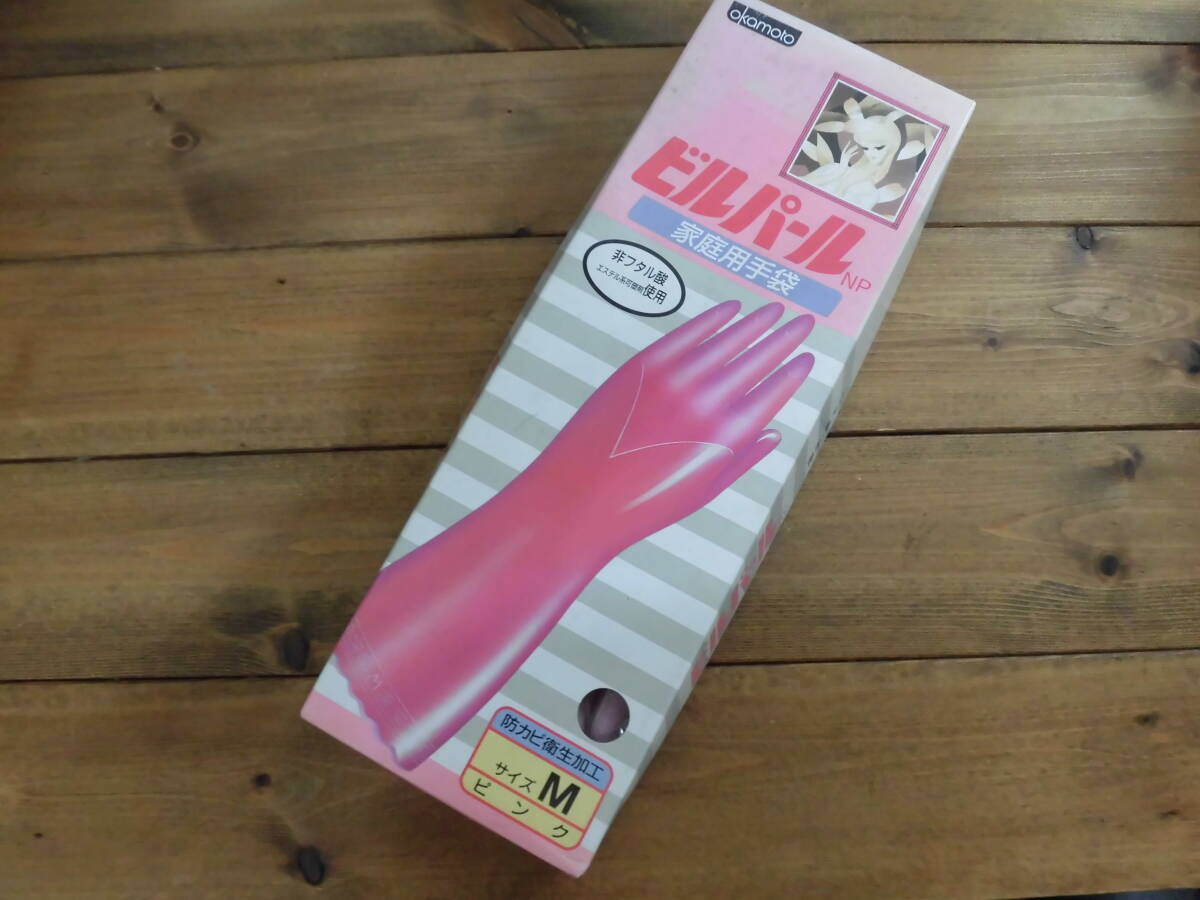 okamoto
ビルパール
NP
家庭用手袋
非フタル酸
エステル系可塑剤使用
防カビ衛生加工
サイズ M
ピンク